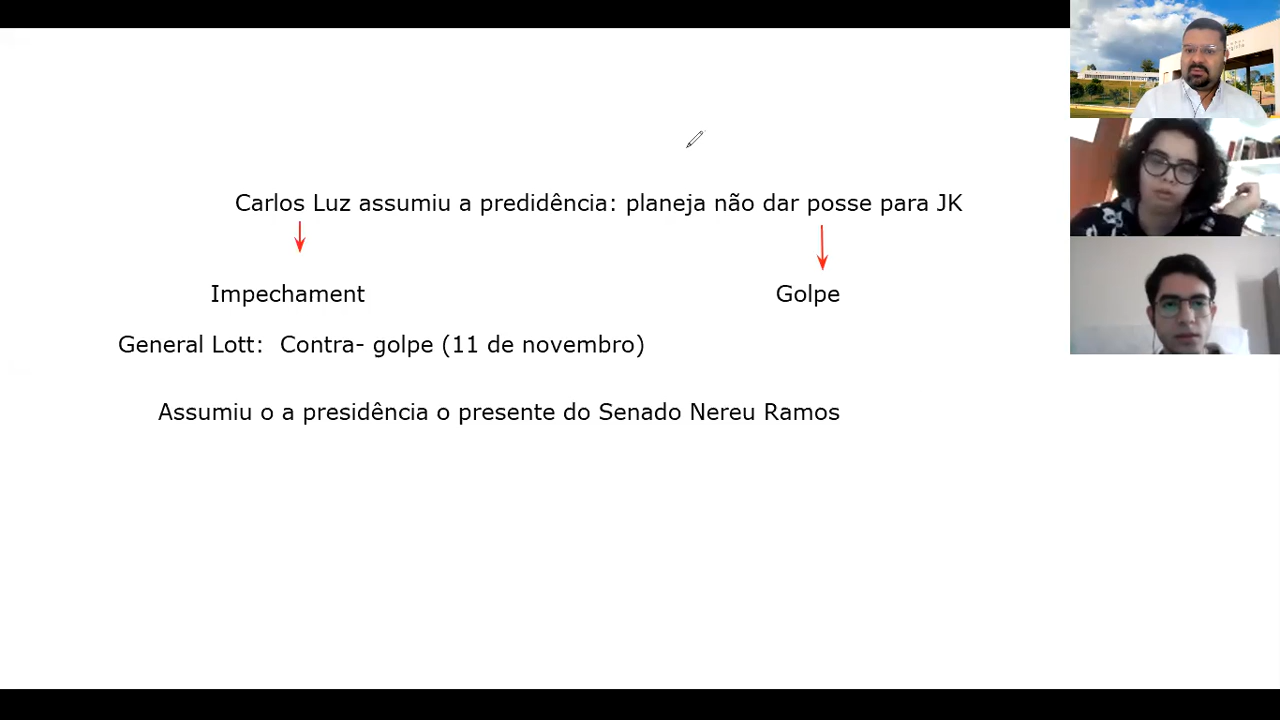 Carlos Luz assumiu a predidência: planeja não dar posse para JK
Impechament
Golpe
General Lott: Contra- golpe (11 de novembro)
Assumiu o a presidência o presente do Senado Nereu Ramos